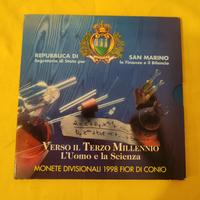 REPUBBLICA DI
Segreteria di Stato per
SAN MARINO
le Finanze e il Bilancio
VERSO IL TERZO MILLENNIO
L'UOMO E LA SCIENZA
MONETE DIVISIONALI 1998 FIOR DI CONIO